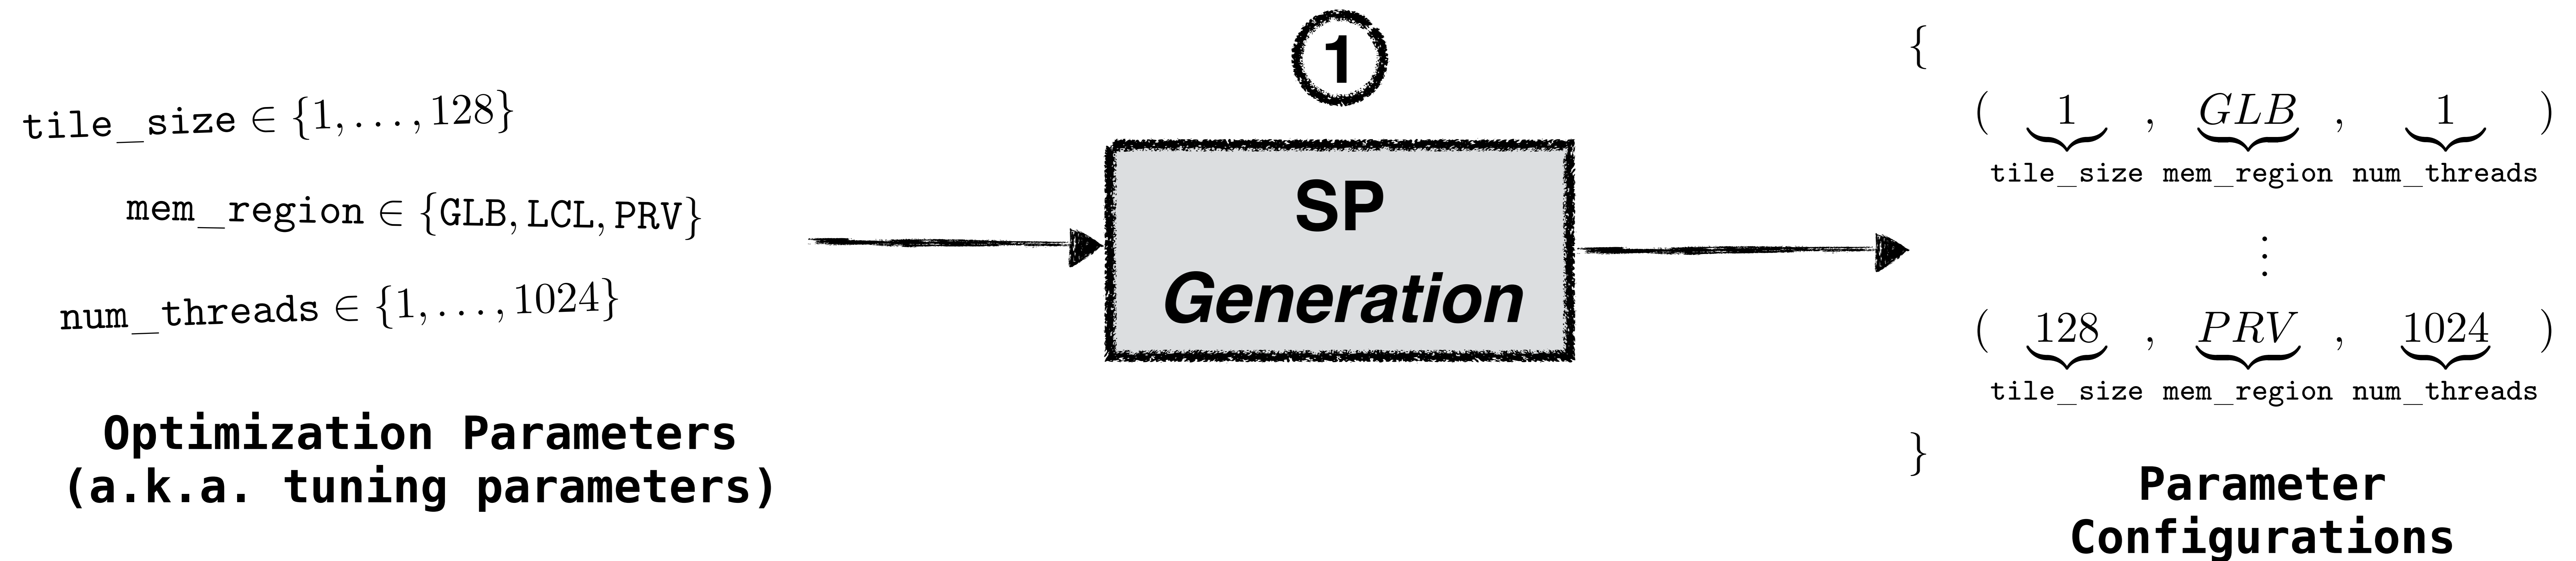 tile_size ∈ {1, . . . , 128}
mem_region ∈ {GLB, LCL, PRV}
num_threads ∈ {1, . . . , 1024}
Optimization Parameters
(a.k.a. tuning parameters)
1
SP
Generation
{
( 1 , GLB , 1 )
tile_size mem_region num_threads
⋮
( 128 , PRV , 1024 )
tile_size mem_region num_threads
}
Parameter
Configurations